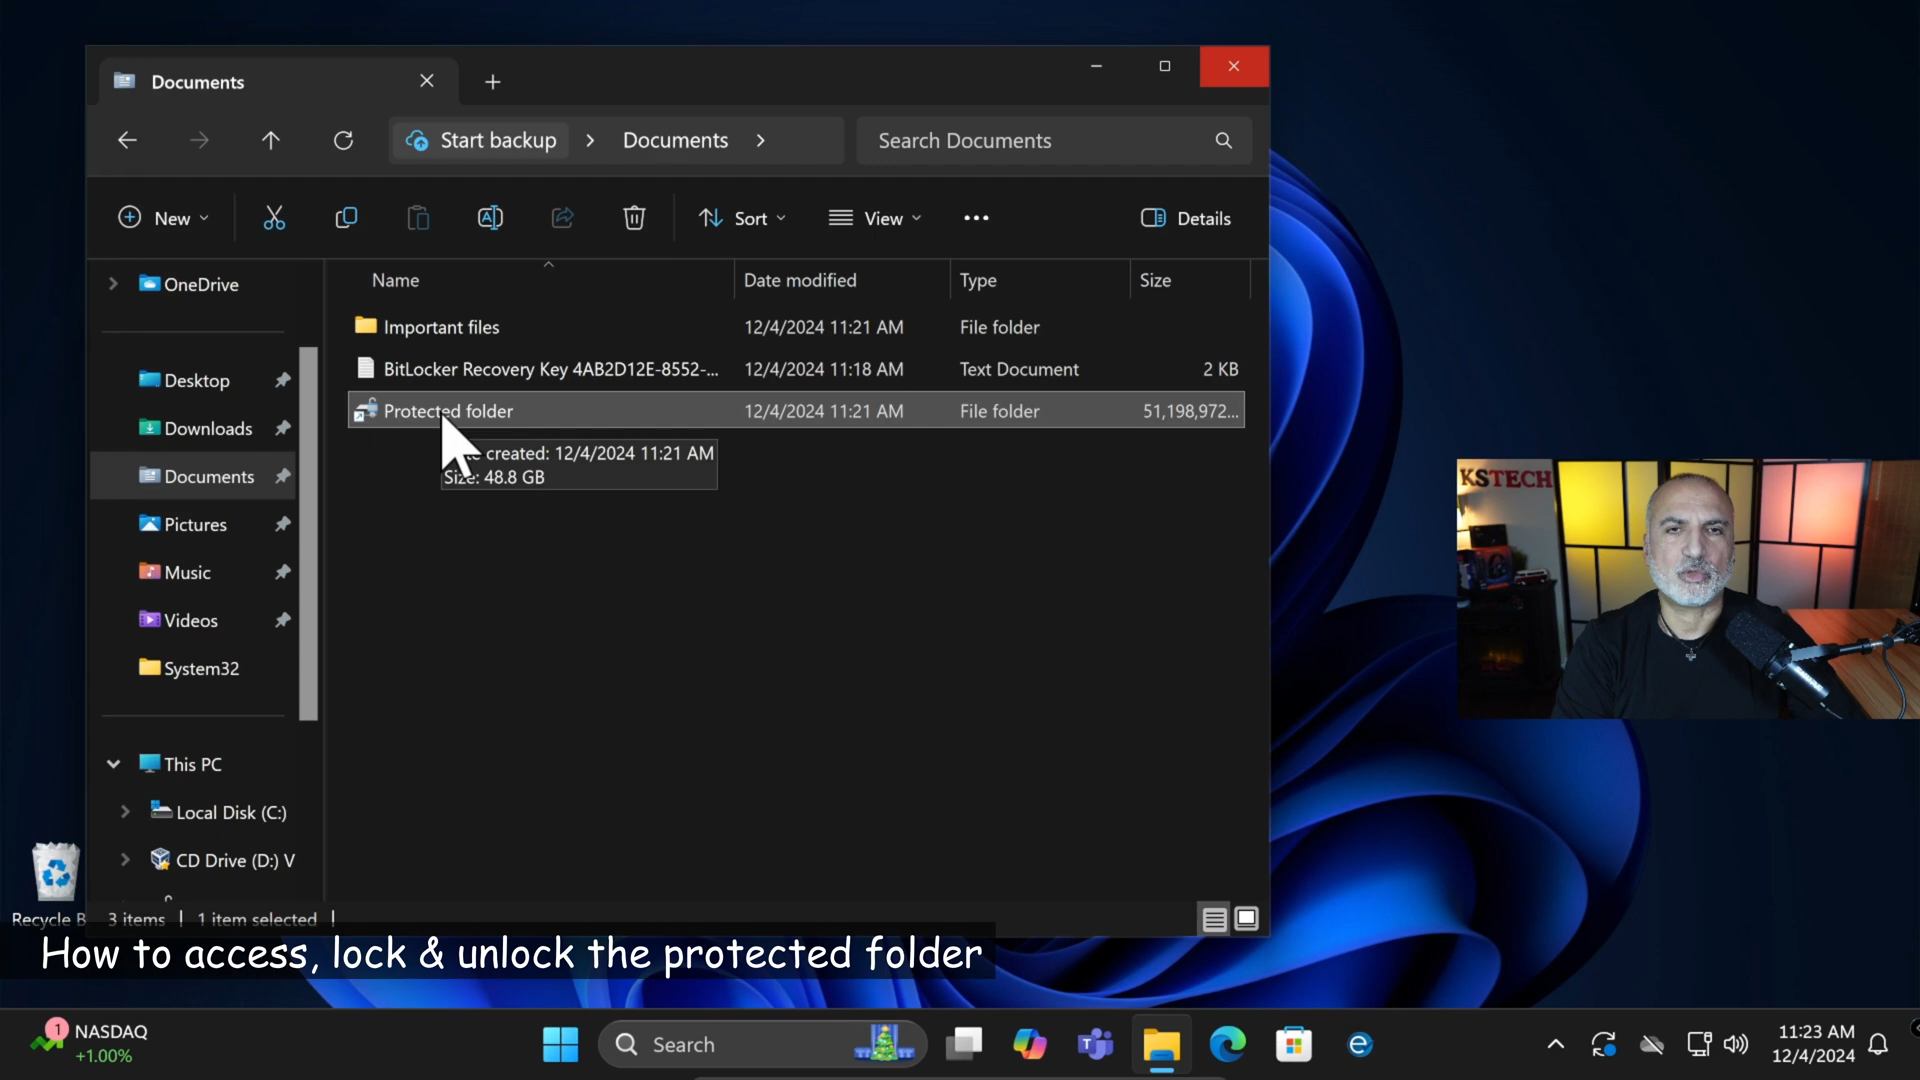 Documents
Start backup
Documents
Search Documents
New
Sort
View
Details
OneDrive
Desktop
Downloads
Documents
Pictures
Music
Videos
System32
This PC
Local Disk (C:)
CD Drive (D:) V
Name Date modified Type Size
Important files 12/4/2024 11:21 AM File folder
BitLocker Recovery Key 4AB2D12E-8552-... 12/4/2024 11:18 AM Text Document 2 KB
Protected folder 12/4/2024 11:21 AM File folder 51,198,972...
created: 12/4/2024 11:21 AM
Size: 48.8 GB
KSTECH
Recycle B
3 items 1 item selected
How to access, lock & unlock the protected folder
1
NASDAQ
+1.00%
Search
11:23 AM
12/4/2024